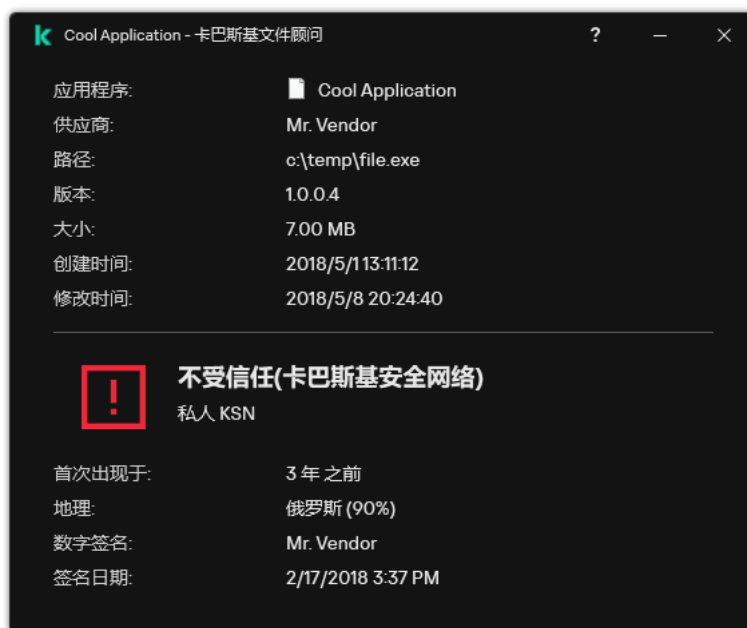 Cool Application - 卡巴斯基文件顾问 ?
应用程序: Cool Application
供应商: Mr. Vendor
路径: c:\temp\file.exe
版本: 1.0.0.4
大小: 7.00 MB
创建时间: 2018/5/1 13:11:12
修改时间: 2018/5/8 20:24:40
不受信任(卡巴斯基安全网络)
私人 KSN
首次出现于: 3 年 之前
地理: 俄罗斯 (90%)
数字签名: Mr. Vendor
签名日期: 2/17/2018 3:37 PM